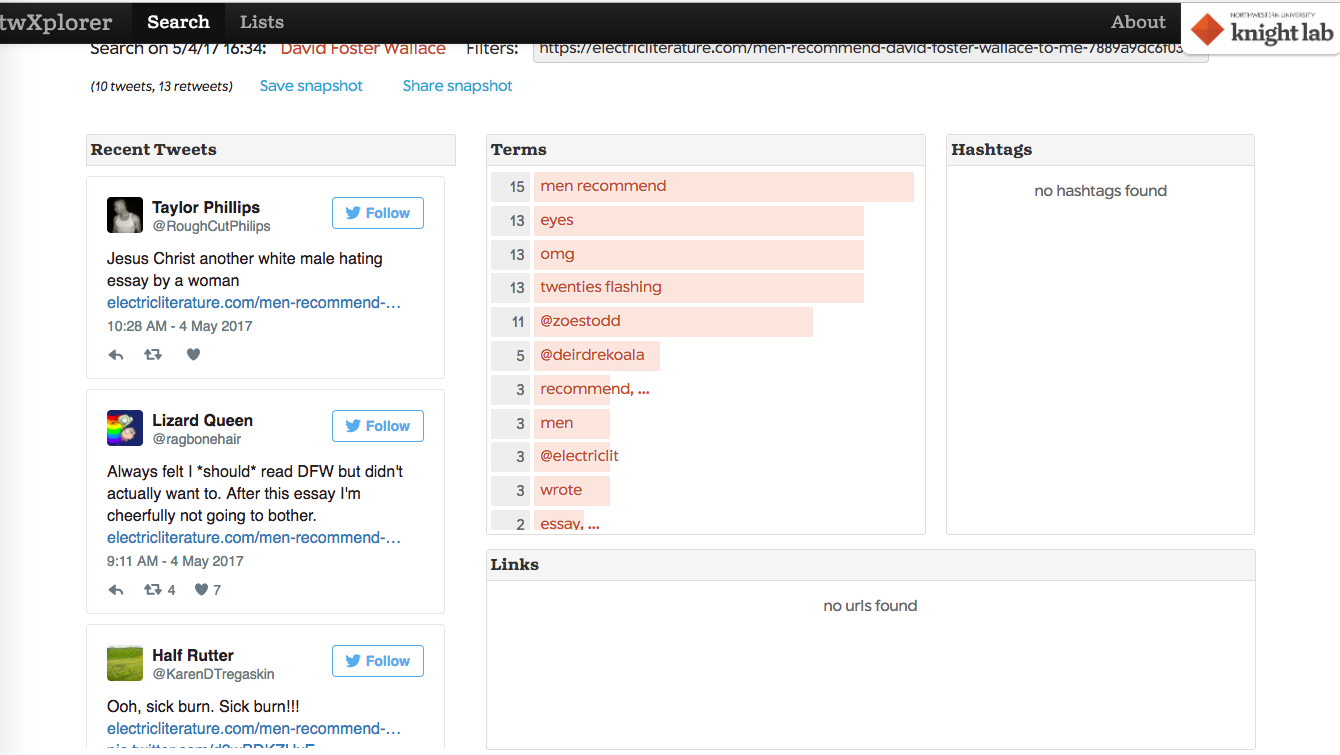 twXplorer Search Lists About
NORTHWESTERN UNIVERSITY
knight lab
Search on 5/4/17 16:34: David Foster Wallace Filters: https://electricliterature.com/men-recommend-david-foster-wallace-to-me-7889a9dc6f03
(10 tweets, 13 retweets) Save snapshot Share snapshot
Recent Tweets
Taylor Phillips
@RoughCutPhilips
Follow
Jesus Christ another white male hating
essay by a woman
electricliterature.com/men-recommend-…
10:28 AM - 4 May 2017
Lizard Queen
@ragbonehair
Follow
Always felt I *should* read DFW but didn't
actually want to. After this essay I'm
cheerfully not going to bother.
electricliterature.com/men-recommend-…
9:11 AM - 4 May 2017
4 7
Half Rutter
@KarenDTregaskin
Follow
Ooh, sick burn. Sick burn!!!
electricliterature.com/men-recommend-…
Terms
15 men recommend
13 eyes
13 omg
13 twenties flashing
11 @zoestodd
5 @deirdrekoala
3 recommend, ...
3 men
3 @electriclit
3 wrote
2 essay, ...
Hashtags
no hashtags found
Links
no urls found